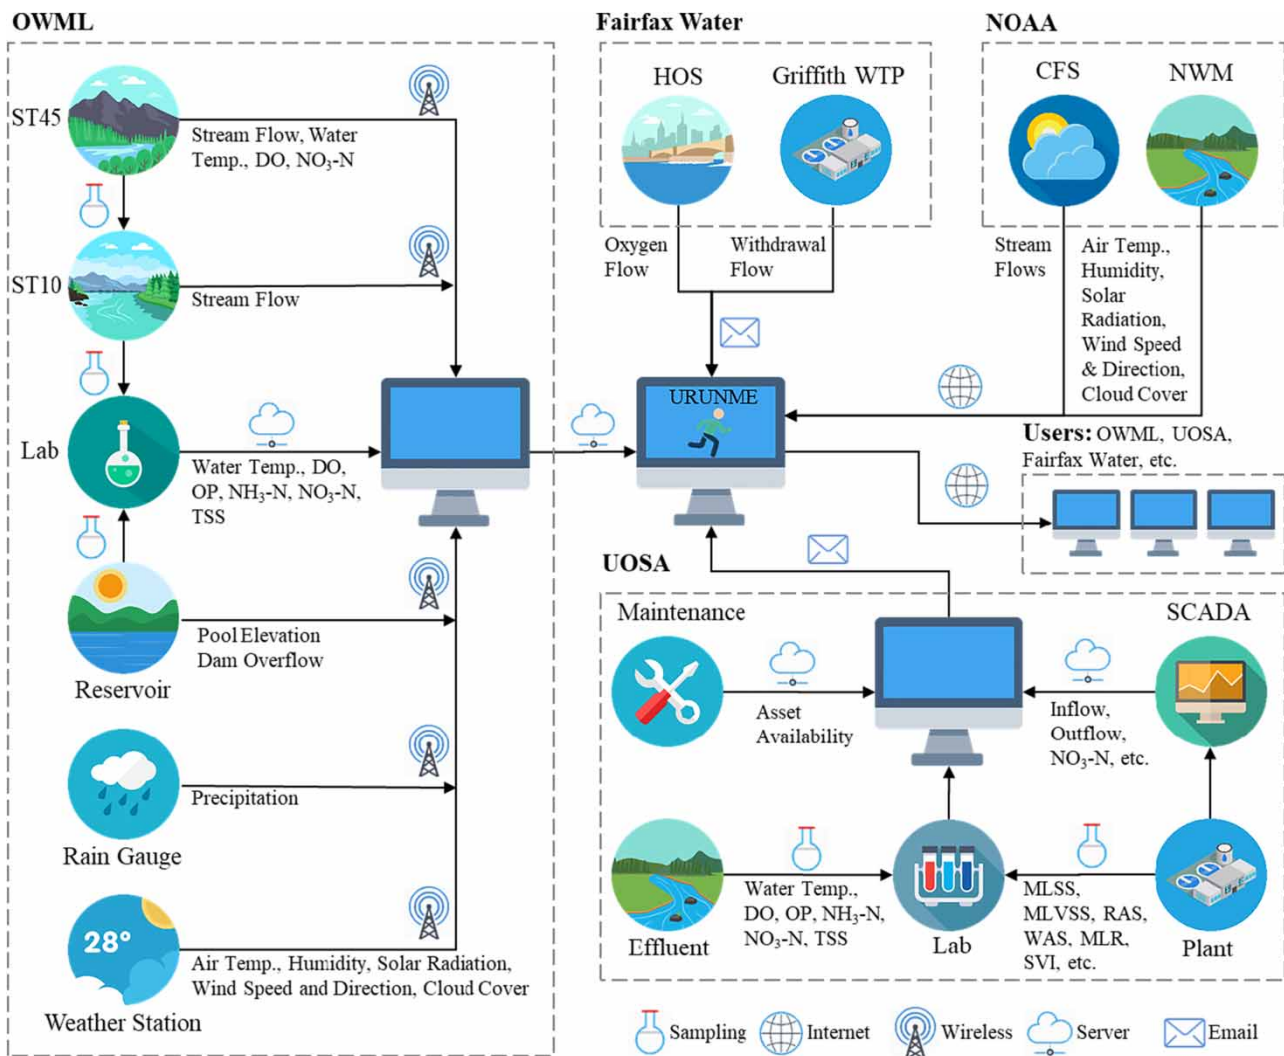 OWML
ST45
Stream Flow, Water
Temp., DO, NO₃-N
ST10
Stream Flow
Lab
Water Temp., DO,
OP, NH₃-N, NO₃-N,
TSS
Reservoir
Pool Elevation
Dam Overflow
Rain Gauge
Precipitation
28°
Weather Station
Air Temp., Humidity, Solar Radiation,
Wind Speed and Direction, Cloud Cover
Fairfax Water
HOS
Griffith WTP
Oxygen
Flow
Withdrawal
Flow
NOAA
CFS
NWM
Stream
Flows
Air Temp.,
Humidity,
Solar
Radiation,
Wind Speed
& Direction,
Cloud Cover
URUNME
Users: OWML, UOSA,
Fairfax Water, etc.
UOSA
Maintenance
SCADA
Asset
Availability
Inflow,
Outflow,
NO₃-N, etc.
Effluent
Water Temp.,
DO, OP, NH₃-N,
NO₃-N, TSS
Lab
MLSS,
MLVSS, RAS,
WAS, MLR,
SVI, etc.
Plant
Sampling
Internet
Wireless
Server
Email